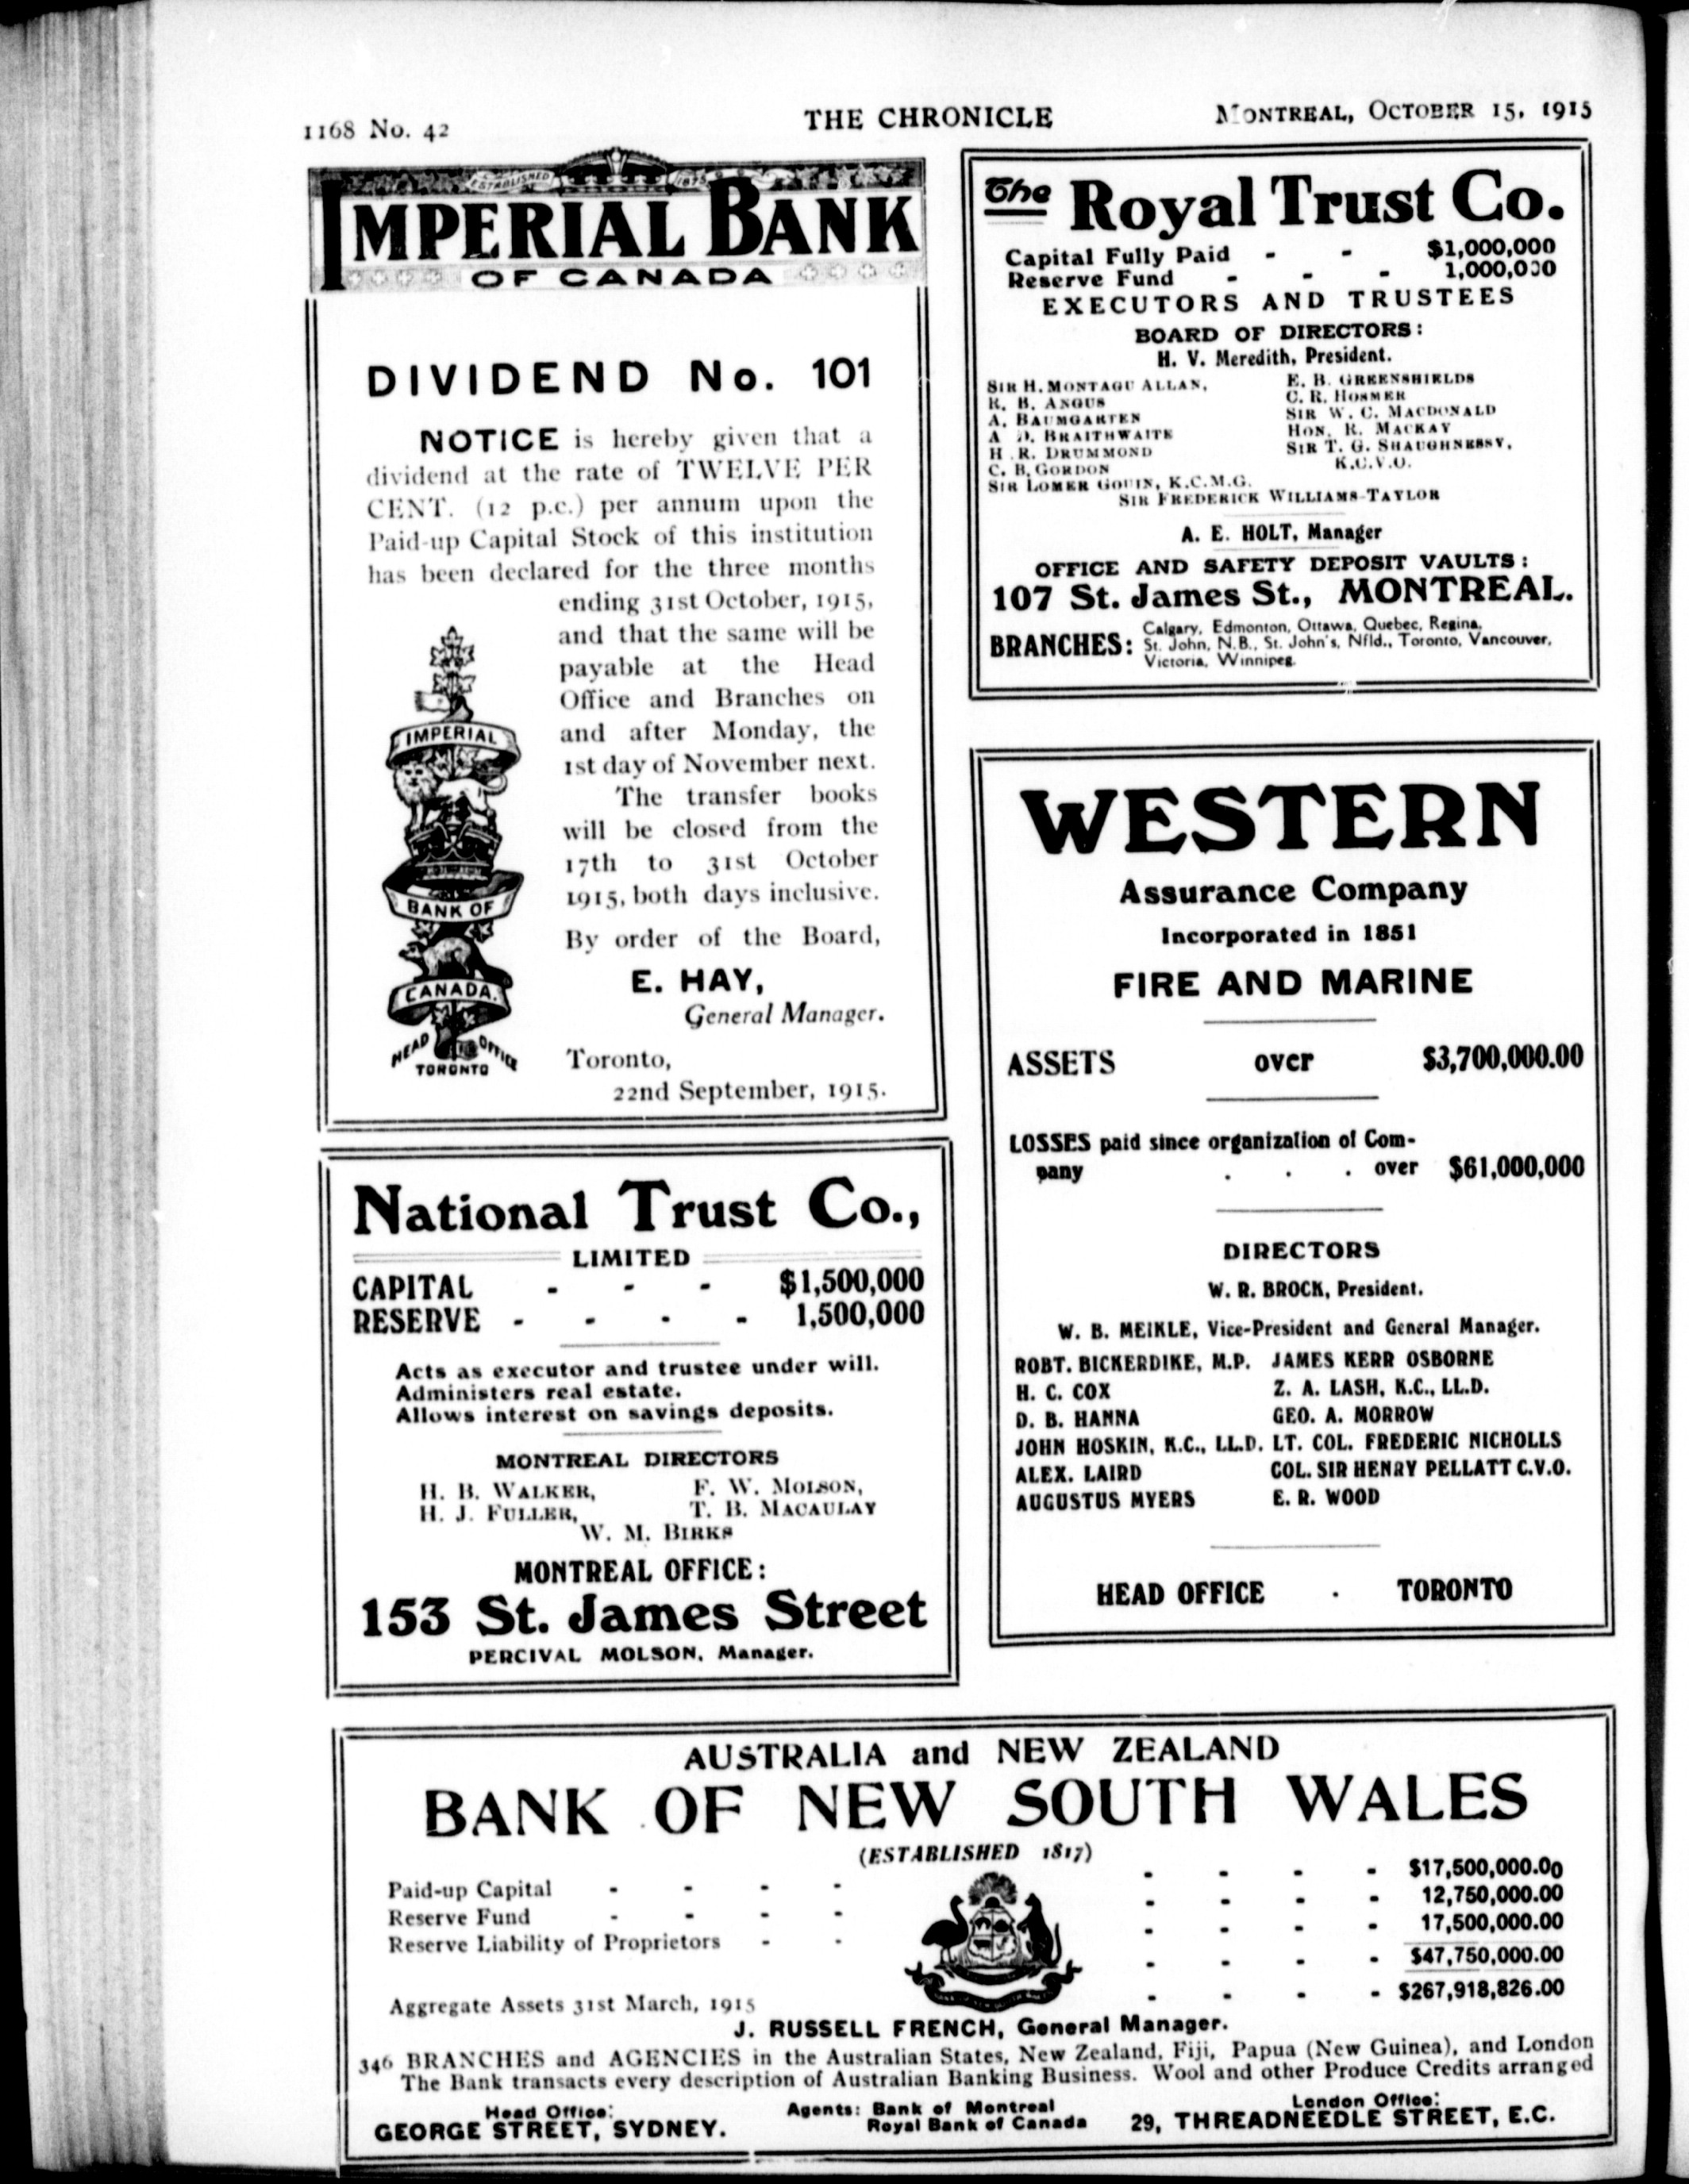 1168 No. 42
THE CHRONICLE
MONTREAL, OCTOBER 15, 1915
ESTABLISHED 1875
IMPERIAL BANK
OF CANADA
DIVIDEND No. 101
NOTICE is hereby given that a
dividend at the rate of TWELVE PER
CENT. (12 p.c.) per annum upon the
Paid-up Capital Stock of this institution
has been declared for the three months
ending 31st October, 1915,
and that the same will be
payable at the Head
Office and Branches on
and after Monday, the
1st day of November next.
The transfer books
will be closed from the
17th to 31st October
1915, both days inclusive.
By order of the Board,
E. HAY,
General Manager.
Toronto,
22nd September, 1915.
IMPERIAL
BANK OF
CANADA.
HEAD OFFICE
TORONTO
National Trust Co.,
LIMITED
CAPITAL - - - $1,500,000
RESERVE - - - - 1,500,000
Acts as executor and trustee under will.
Administers real estate.
Allows interest on savings deposits.
MONTREAL DIRECTORS
H. B. WALKER, F. W. MOLSON,
H. J. FULLER, T. B. MACAULAY
W. M. BIRKS
MONTREAL OFFICE:
153 St. James Street
PERCIVAL MOLSON, Manager.
The Royal Trust Co.
Capital Fully Paid - - $1,000,000
Reserve Fund - - - 1,000,000
EXECUTORS AND TRUSTEES
BOARD OF DIRECTORS:
H. V. Meredith, President.
SIR H. MONTAGU ALLAN, E. B. GREENSHIELDS
R. B. ANGUS C. R. HOSMER
A. BAUMGARTEN SIR W. C. MACDONALD
A. D. BRAITHWAITE HON. R. MACKAY
H. R. DRUMMOND SIR T. G. SHAUGHNESSY,
C. B. GORDON K.C.V.O.
SIR LOMER GOUIN, K.C.M.G.
SIR FREDERICK WILLIAMS-TAYLOR
A. E. HOLT, Manager
OFFICE AND SAFETY DEPOSIT VAULTS:
107 St. James St., MONTREAL.
BRANCHES: Calgary, Edmonton, Ottawa, Quebec, Regina,
St. John, N.B., St. John's, Nfld., Toronto, Vancouver,
Victoria, Winnipeg.
WESTERN
Assurance Company
Incorporated in 1851
FIRE AND MARINE
ASSETS over $3,700,000.00
LOSSES paid since organization of Com-
pany . . . over $61,000,000
DIRECTORS
W. R. BROCK, President.
W. B. MEIKLE, Vice-President and General Manager.
ROBT. BICKERDIKE, M.P. JAMES KERR OSBORNE
H. C. COX Z. A. LASH, K.C., LL.D.
D. B. HANNA GEO. A. MORROW
JOHN HOSKIN, K.C., LL.D. LT. COL. FREDERIC NICHOLLS
ALEX. LAIRD COL. SIR HENRY PELLATT C.V.O.
AUGUSTUS MYERS E. R. WOOD
HEAD OFFICE . TORONTO
AUSTRALIA and NEW ZEALAND
BANK OF NEW SOUTH WALES
(ESTABLISHED 1817)
Paid-up Capital - - - - - - - - $17,500,000.00
Reserve Fund - - - - - - - - 12,750,000.00
Reserve Liability of Proprietors - - - - - - 17,500,000.00
- - - - $47,750,000.00
Aggregate Assets 31st March, 1915 - - - - $267,918,826.00
J. RUSSELL FRENCH, General Manager.
346 BRANCHES and AGENCIES in the Australian States, New Zealand, Fiji, Papua (New Guinea), and London
The Bank transacts every description of Australian Banking Business. Wool and other Produce Credits arranged
Head Office: Agents: Bank of Montreal London Office:
GEORGE STREET, SYDNEY. Royal Bank of Canada 29, THREADNEEDLE STREET, E.C.